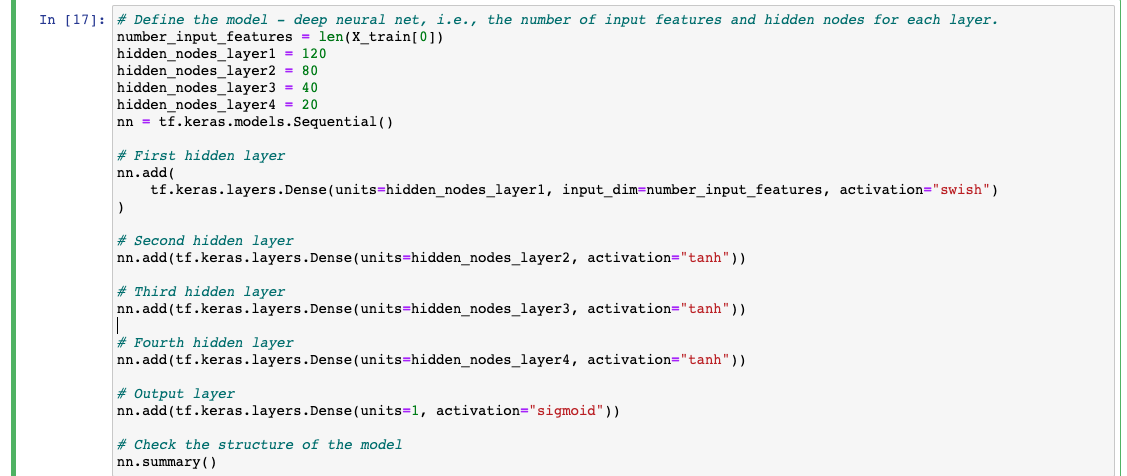 In [17]: # Define the model - deep neural net, i.e., the number of input features and hidden nodes for each layer.
number_input_features = len(X_train[0])
hidden_nodes_layer1 = 120
hidden_nodes_layer2 = 80
hidden_nodes_layer3 = 40
hidden_nodes_layer4 = 20
nn = tf.keras.models.Sequential()

# First hidden layer
nn.add(
    tf.keras.layers.Dense(units=hidden_nodes_layer1, input_dim=number_input_features, activation="swish")
)

# Second hidden layer
nn.add(tf.keras.layers.Dense(units=hidden_nodes_layer2, activation="tanh"))

# Third hidden layer
nn.add(tf.keras.layers.Dense(units=hidden_nodes_layer3, activation="tanh"))

# Fourth hidden layer
nn.add(tf.keras.layers.Dense(units=hidden_nodes_layer4, activation="tanh"))

# Output layer
nn.add(tf.keras.layers.Dense(units=1, activation="sigmoid"))

# Check the structure of the model
nn.summary()